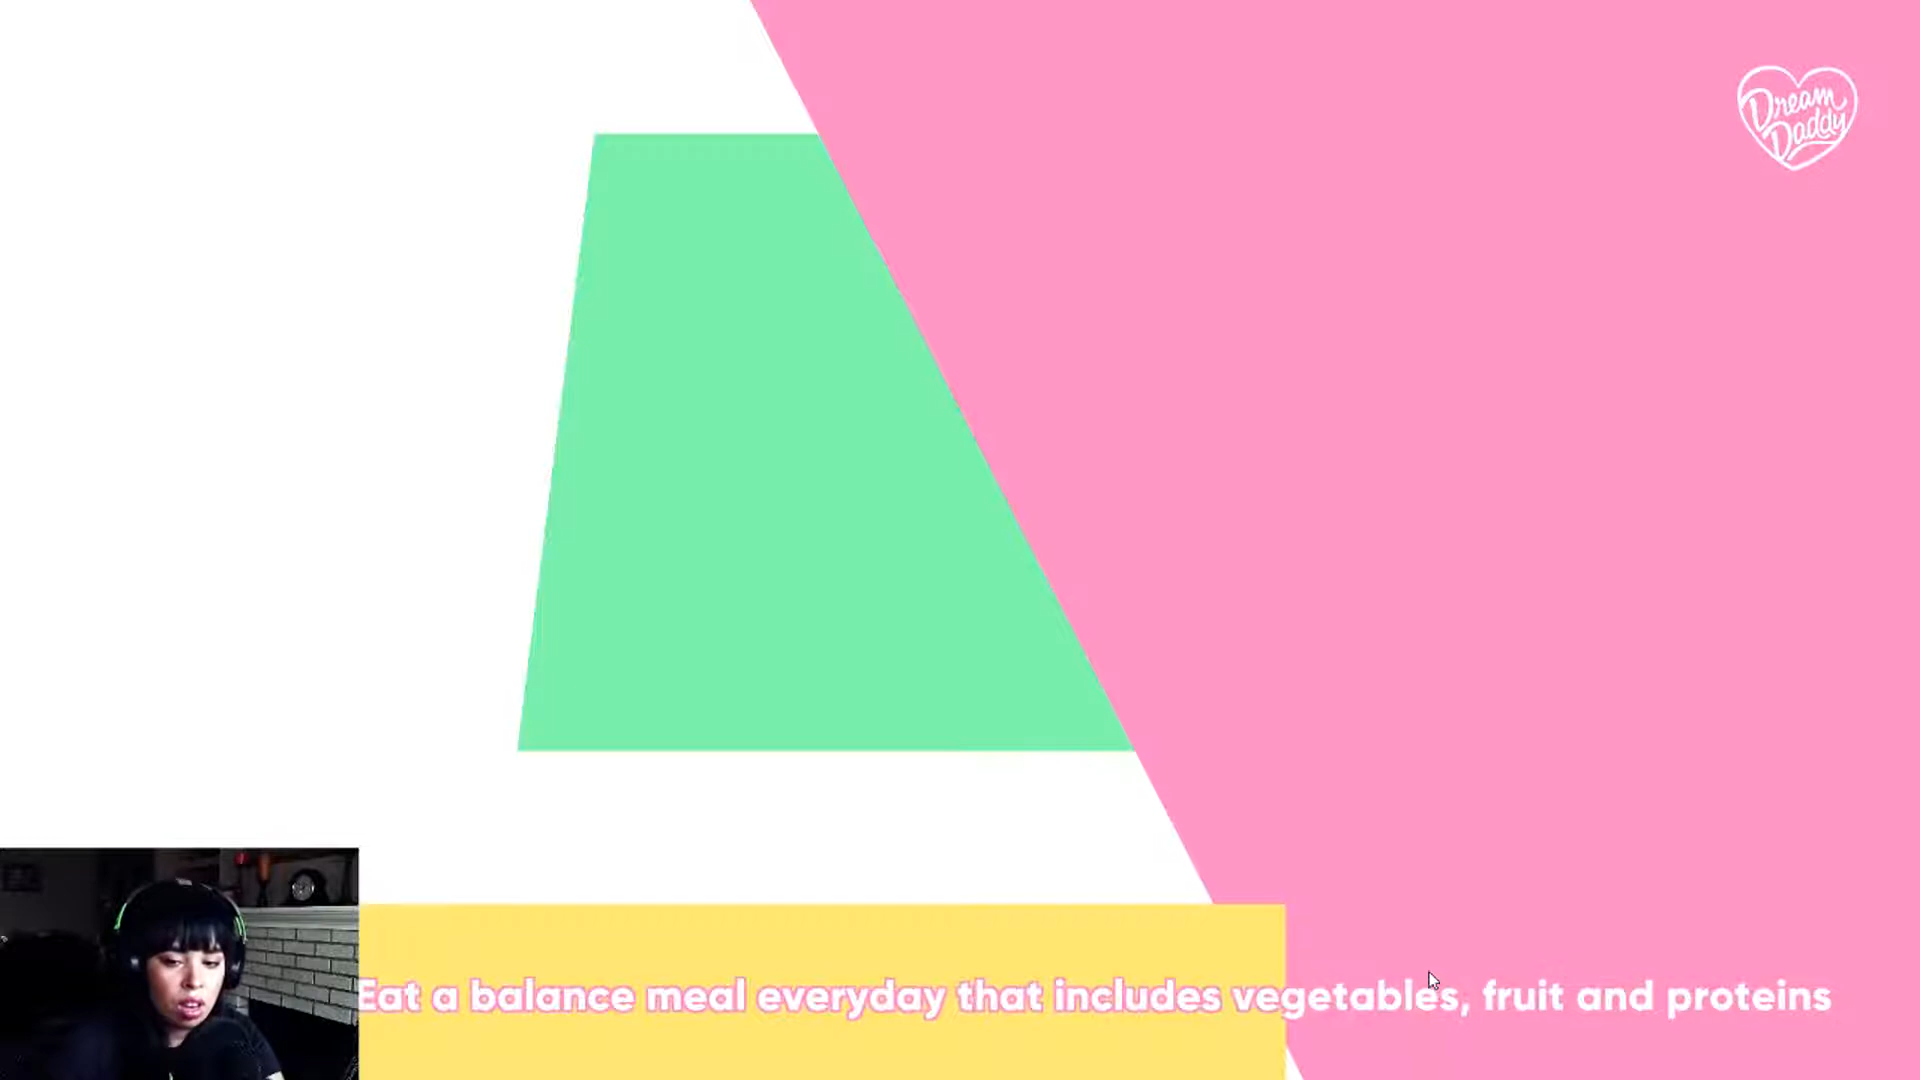 Dream
Daddy
Eat a balance meal everyday that includes vegetables, fruit and proteins